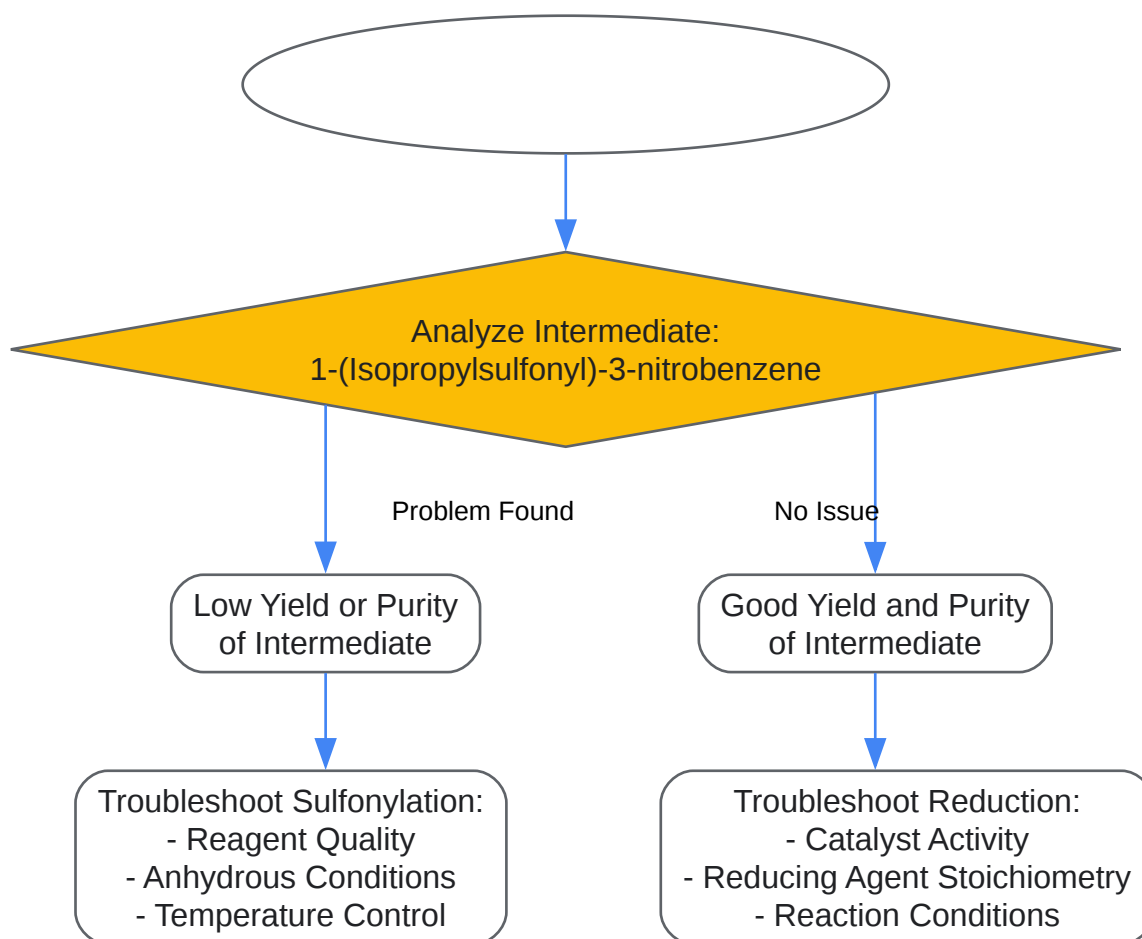 Analyze Intermediate:
1-(Isopropylsulfonyl)-3-nitrobenzene
Problem Found
No Issue
Low Yield or Purity
of Intermediate
Good Yield and Purity
of Intermediate
Troubleshoot Sulfonylation:
- Reagent Quality
- Anhydrous Conditions
- Temperature Control
Troubleshoot Reduction:
- Catalyst Activity
- Reducing Agent Stoichiometry
- Reaction Conditions